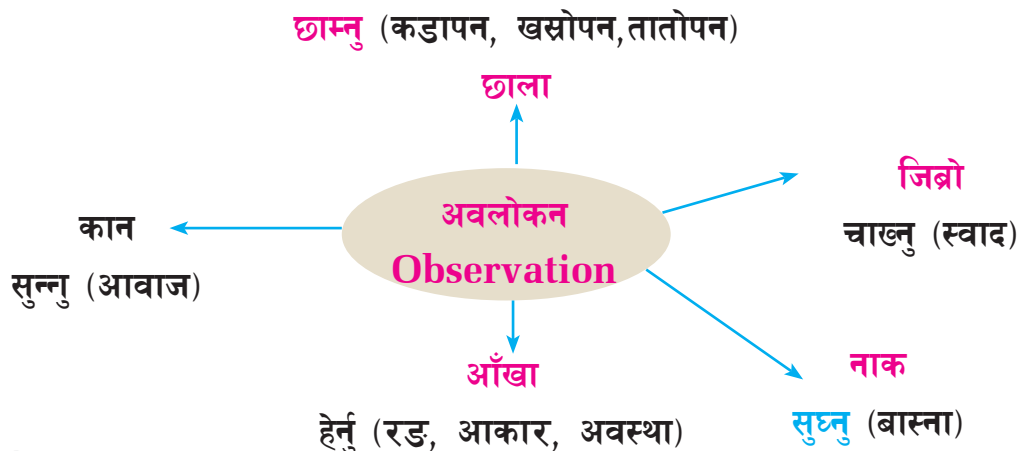 छाम्नु (कडापन, खस्रोपन,तातोपन)
छाला
जिब्रो
चाख्नु (स्वाद)
अवलोकन
Observation
कान
सुन्नु (आवाज)
आँखा
हेर्नु (रङ, आकार, अवस्था)
नाक
सुघ्नु (बास्ना)